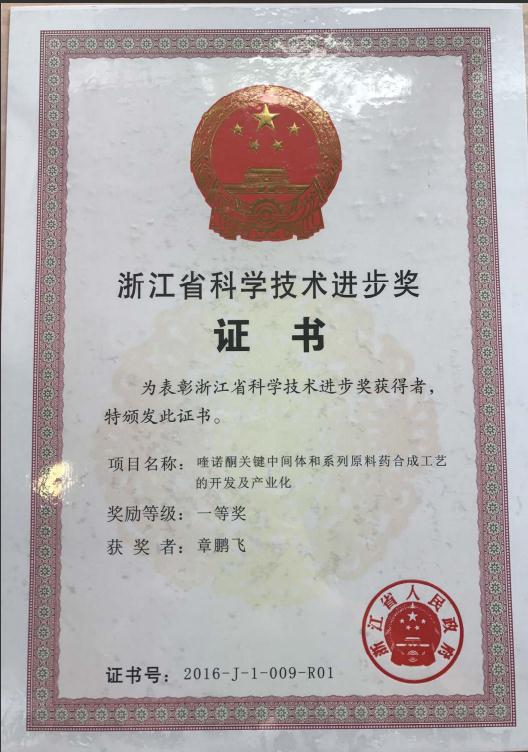 浙江省科学技术进步奖
证 书
为表彰浙江省科学技术进步奖获得者,
特颁发此证书。
项目名称: 喹诺酮关键中间体和系列原料药合成工艺
的开发及产业化
奖励等级: 一等奖
获 奖 者: 章鹏飞
浙江省人民政府
证书号: 2016-J-1-009-R01